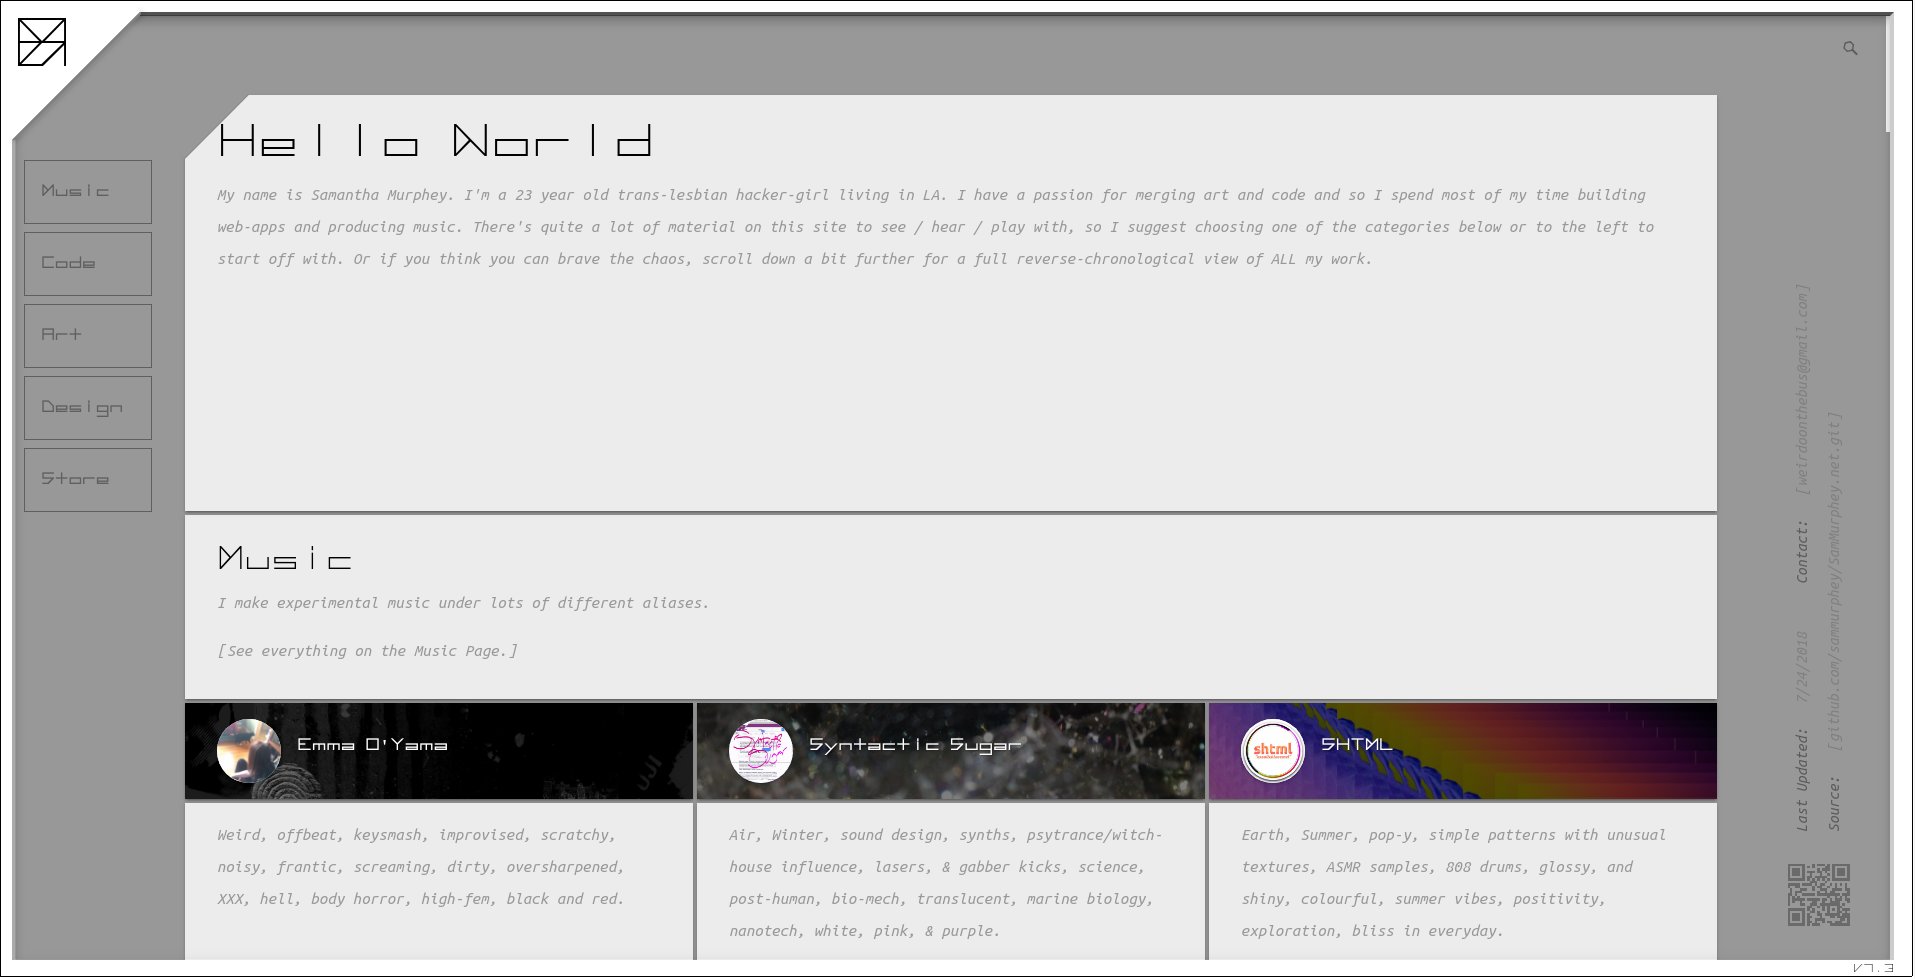 Hello World
My name is Samantha Murphey. I'm a 23 year old trans-lesbian hacker-girl living in LA. I have a passion for merging art and code and so I spend most of my time building
web-apps and producing music. There's quite a lot of material on this site to see / hear / play with, so I suggest choosing one of the categories below or to the left to
start off with. Or if you think you can brave the chaos, scroll down a bit further for a full reverse-chronological view of ALL my work.
Music
Code
Art
Design
Store
Music
I make experimental music under lots of different aliases.
[See everything on the Music Page.]
Emma O'Yama
Weird, offbeat, keysmash, improvised, scratchy,
noisy, frantic, screaming, dirty, oversharpened,
XXX, hell, body horror, high-fem, black and red.
Syntactic Sugar
Air, Winter, sound design, synths, psytrance/witch-
house influence, lasers, & gabber kicks, science,
post-human, bio-mech, translucent, marine biology,
nanotech, white, pink, & purple.
shtml
SHTML
Earth, Summer, pop-y, simple patterns with unusual
textures, ASMR samples, 808 drums, glossy, and
shiny, colourful, summer vibes, positivity,
exploration, bliss in everyday.
Last Updated: 7/24/2018 Contact: [weirdoonthebus@gmail.com]
Source: [github.com/sammurphey/SamMurphey.net.git]
V7.3